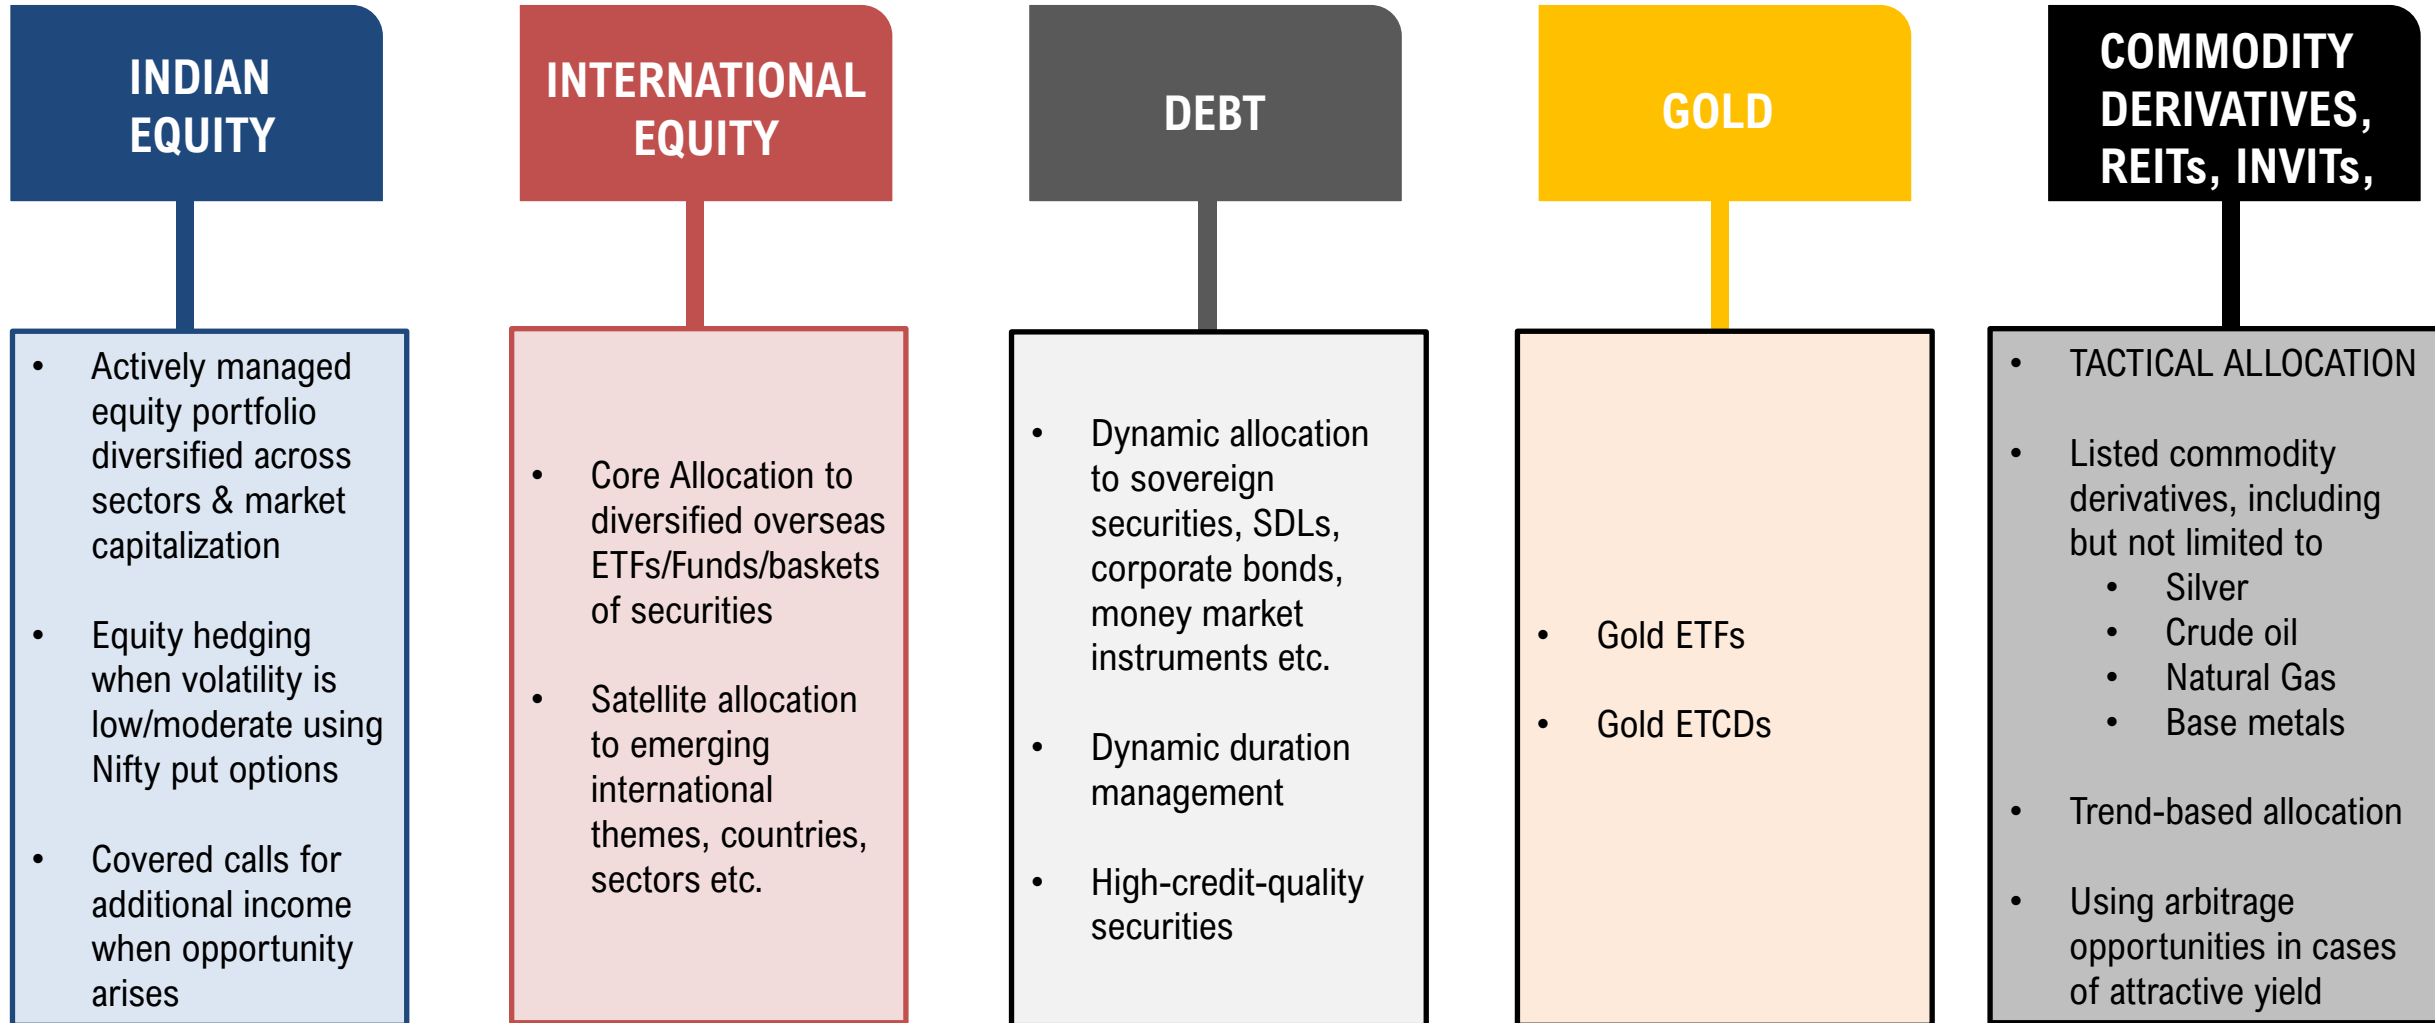 INDIAN
EQUITY
• Actively managed
equity portfolio
diversified across
sectors & market
capitalization
• Equity hedging
when volatility is
low/moderate using
Nifty put options
• Covered calls for
additional income
when opportunity
arises
INTERNATIONAL
EQUITY
• Core Allocation to
diversified overseas
ETFs/Funds/baskets
of securities
• Satellite allocation
to emerging
international
themes, countries,
sectors etc.
DEBT
• Dynamic allocation
to sovereign
securities, SDLs,
corporate bonds,
money market
instruments etc.
• Dynamic duration
management
• High-credit-quality
securities
GOLD
• Gold ETFs
• Gold ETCDs
COMMODITY
DERIVATIVES,
REITs, INVITs,
• TACTICAL ALLOCATION
• Listed commodity
derivatives, including
but not limited to
• Silver
• Crude oil
• Natural Gas
• Base metals
• Trend-based allocation
• Using arbitrage
opportunities in cases
of attractive yield